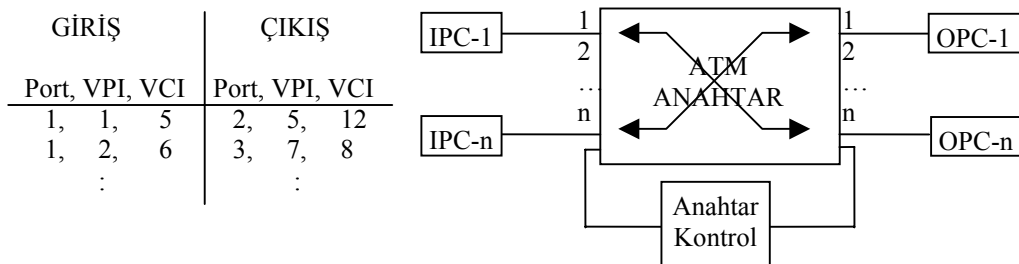 GİRİŞ ÇIKIŞ
Port, VPI, VCI Port, VPI, VCI
1, 1, 5 2, 5, 12
1, 2, 6 3, 7, 8
: :
IPC-1 1 1 OPC-1
2 2
ATM
... ...
ANAHTAR
IPC-n n n OPC-n
Anahtar
Kontrol